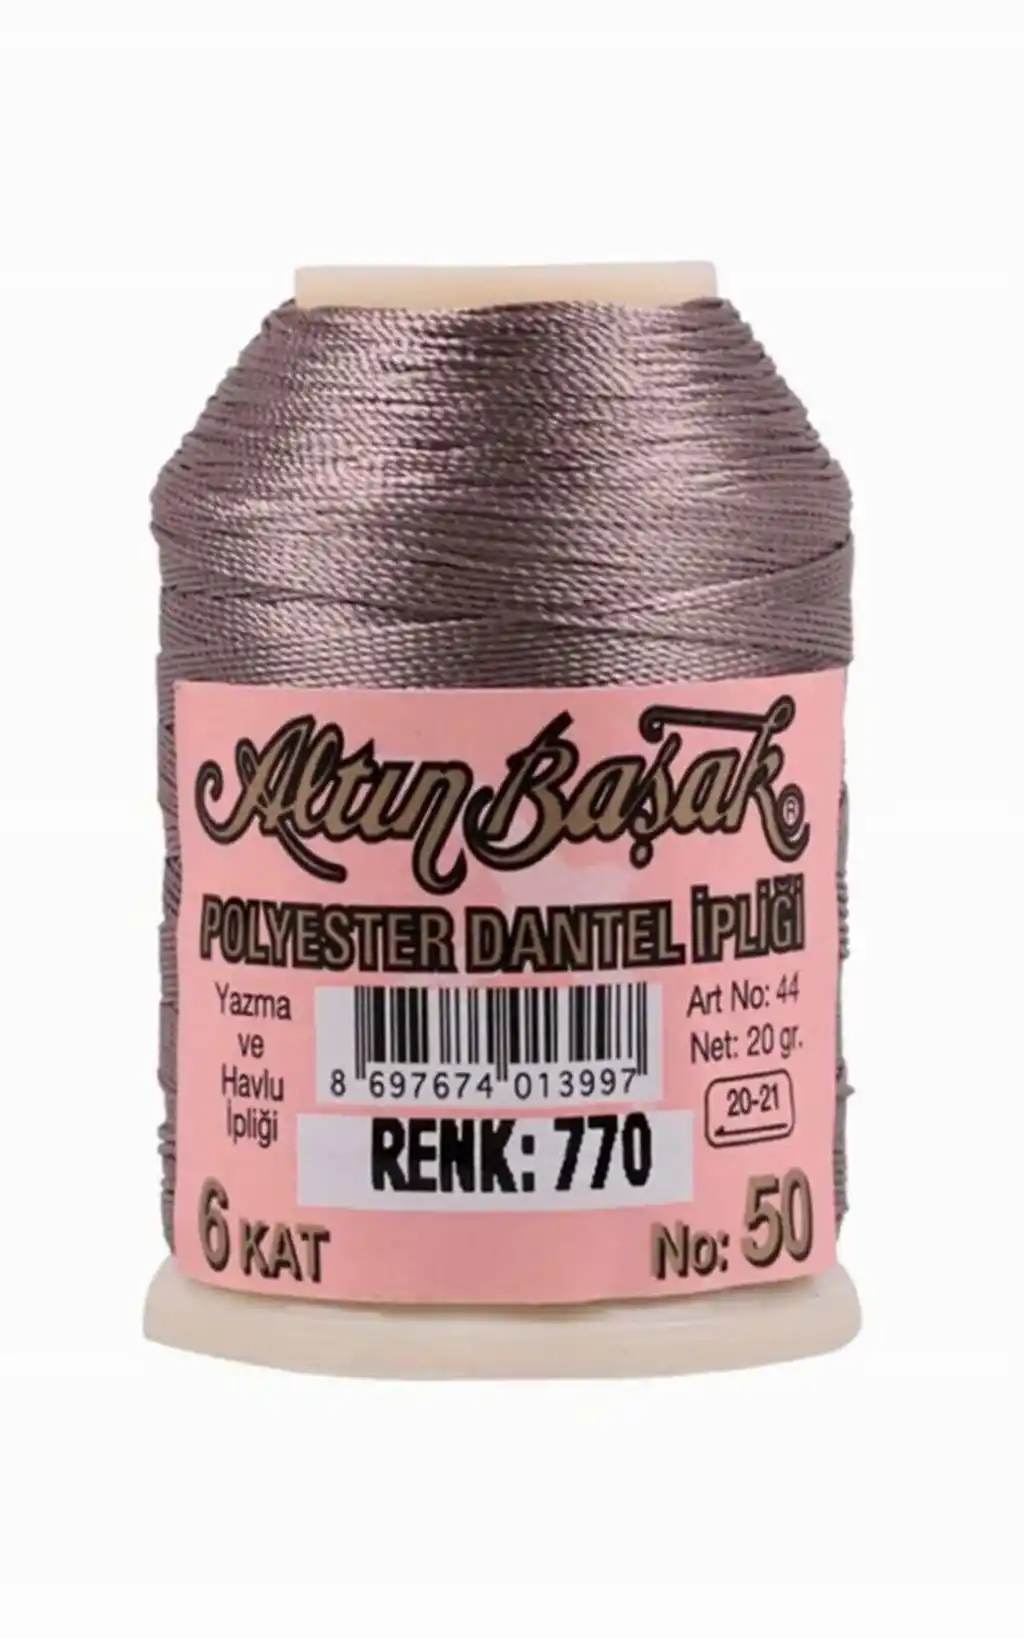 Altın Başak ®
POLYESTER DANTEL İPLİĞİ
Yazma
ve
Havlu
İpliği
8 697674 013997
Art No: 44
Net: 20 gr.
20-21
RENK: 770
6 KAT
No: 50